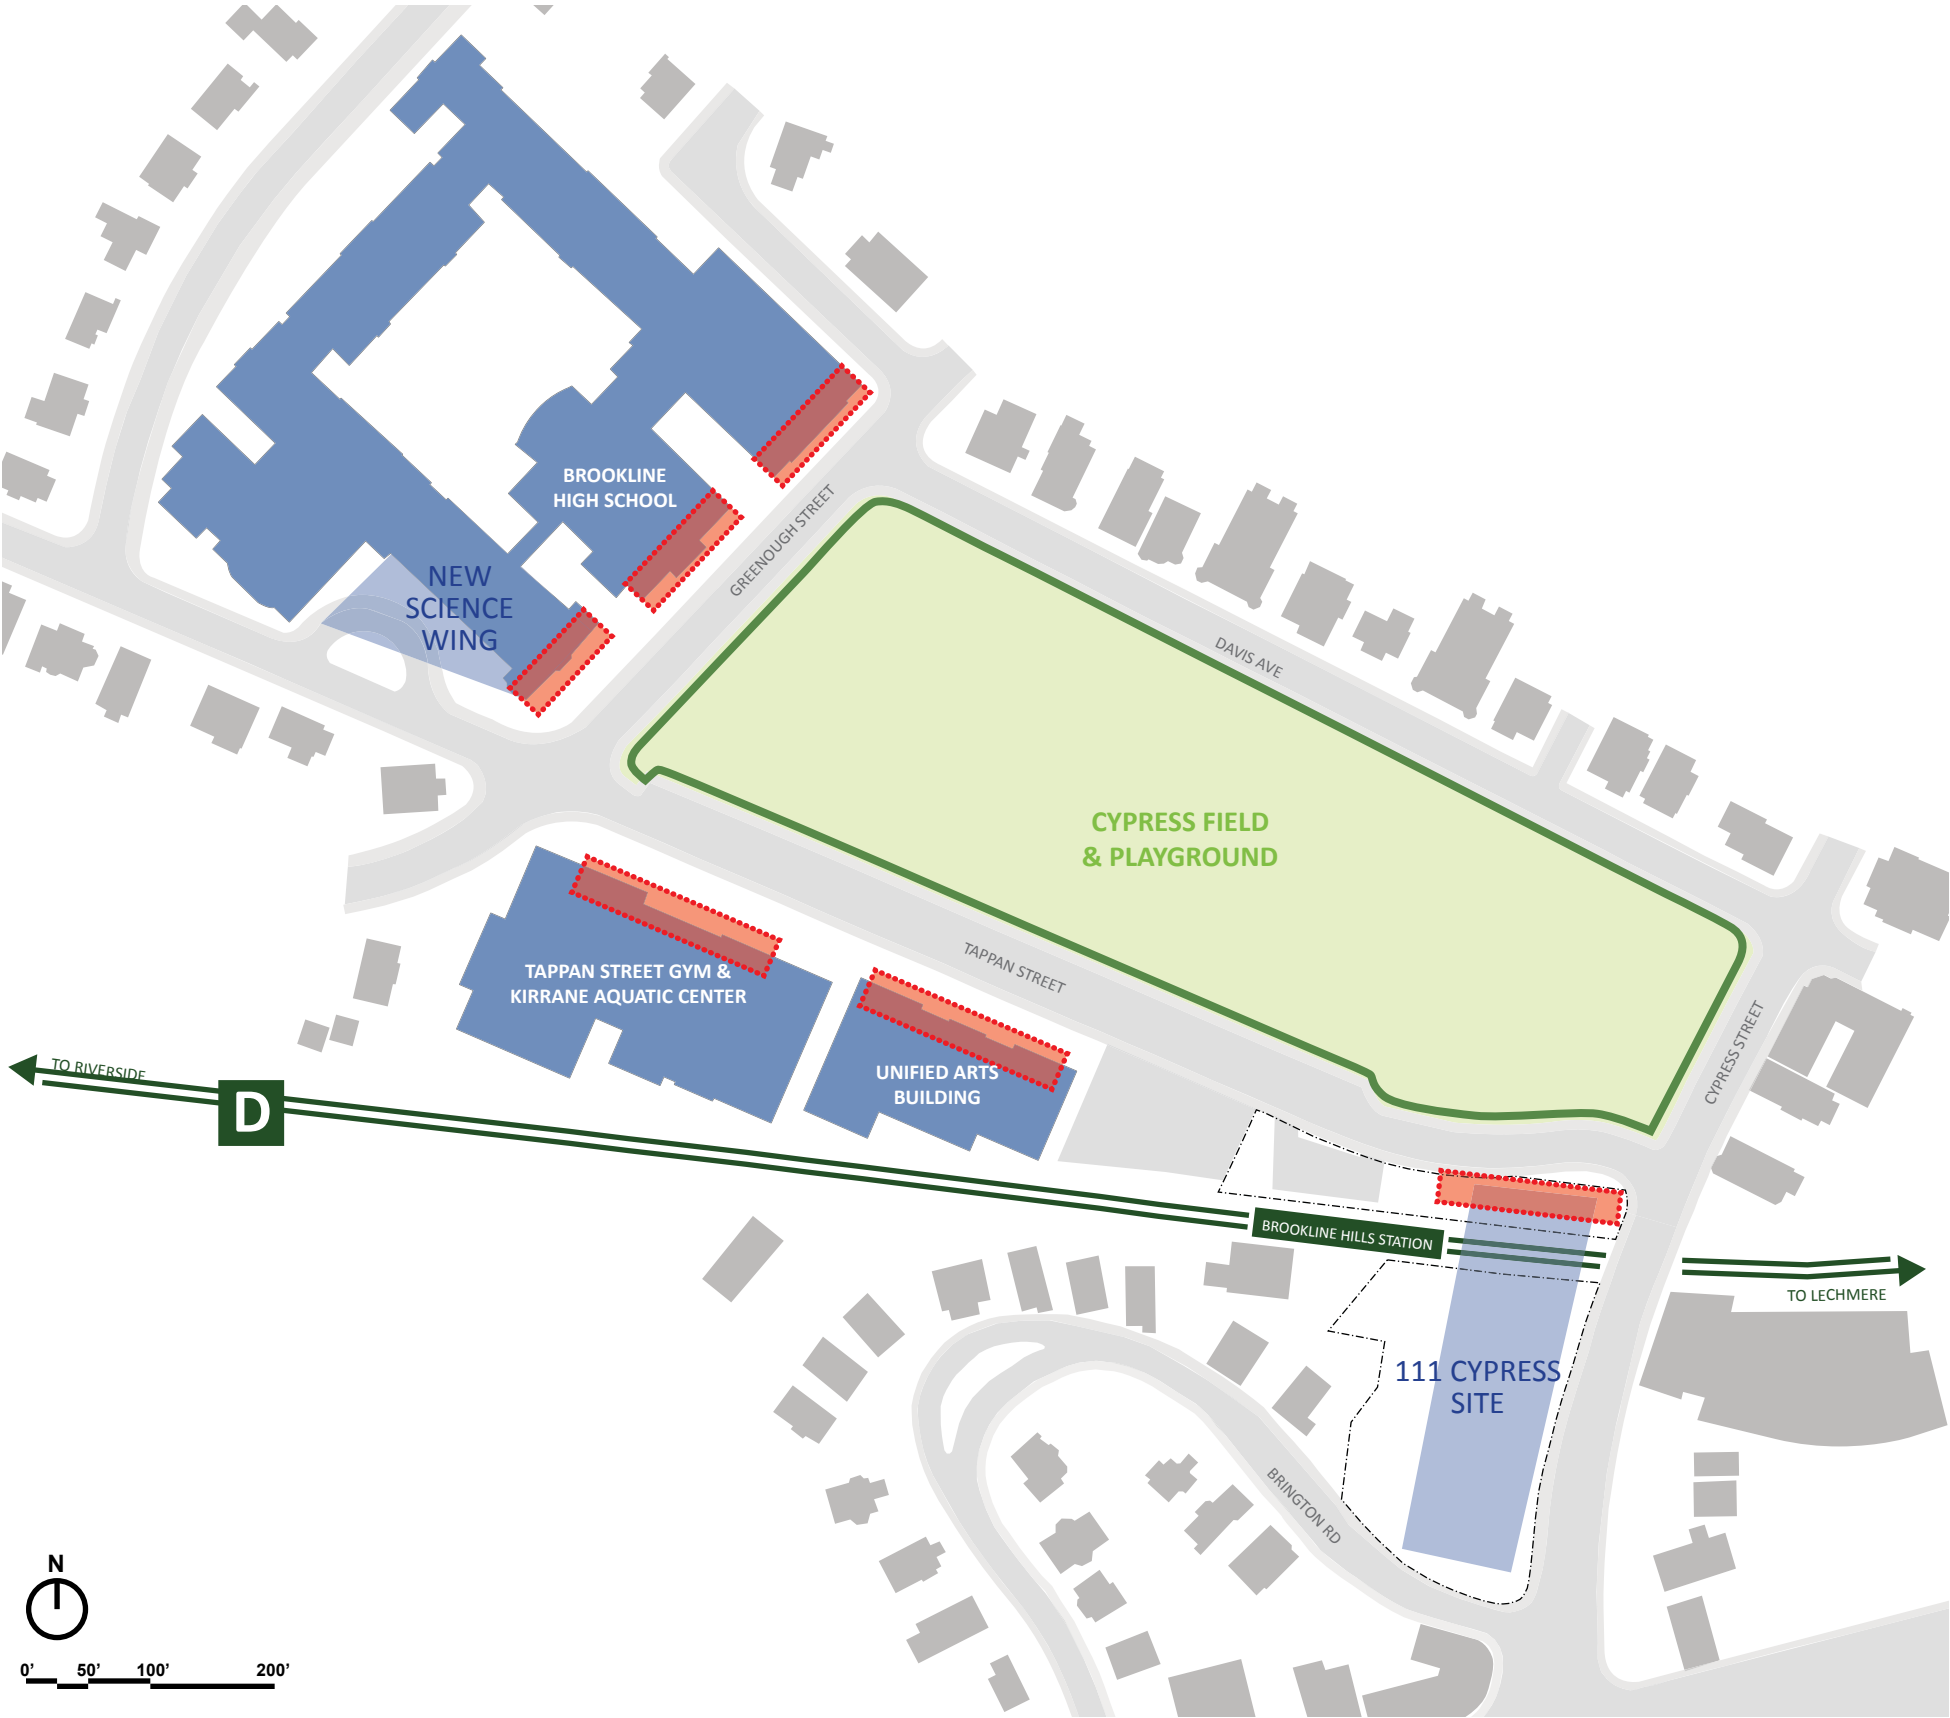 BROOKLINE
HIGH SCHOOL
NEW
SCIENCE
WING
GREENOUGH STREET
DAVIS AVE
CYPRESS FIELD
& PLAYGROUND
TAPPAN STREET
CYPRESS STREET
TAPPAN STREET GYM &
KIRRANE AQUATIC CENTER
UNIFIED ARTS
BUILDING
TO RIVERSIDE
D
BROOKLINE HILLS STATION
TO LECHMERE
111 CYPRESS
SITE
BRINGTON RD
N
0’ 50’ 100’ 200’